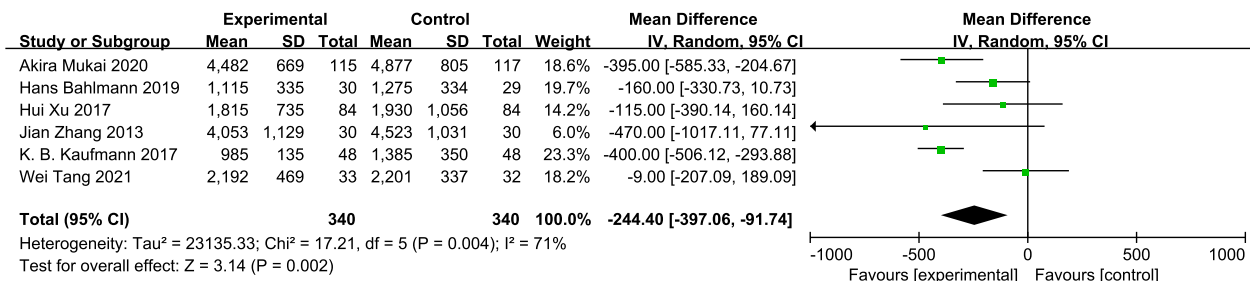 Experimental Control Mean Difference Mean Difference
Study or Subgroup Mean SD Total Mean SD Total Weight IV, Random, 95% CI IV, Random, 95% CI
Akira Mukai 2020 4,482 669 115 4,877 805 117 18.6% -395.00 [-585.33, -204.67]
Hans Bahlmann 2019 1,115 335 30 1,275 334 29 19.7% -160.00 [-330.73, 10.73]
Hui Xu 2017 1,815 735 84 1,930 1,056 84 14.2% -115.00 [-390.14, 160.14]
Jian Zhang 2013 4,053 1,129 30 4,523 1,031 30 6.0% -470.00 [-1017.11, 77.11]
K. B. Kaufmann 2017 985 135 48 1,385 350 48 23.3% -400.00 [-506.12, -293.88]
Wei Tang 2021 2,192 469 33 2,201 337 32 18.2% -9.00 [-207.09, 189.09]
Total (95% CI) 340 340 100.0% -244.40 [-397.06, -91.74]
Heterogeneity: Tau² = 23135.33; Chi² = 17.21, df = 5 (P = 0.004); I² = 71%
Test for overall effect: Z = 3.14 (P = 0.002)
-1000 -500 0 500 1000
Favours [experimental] Favours [control]